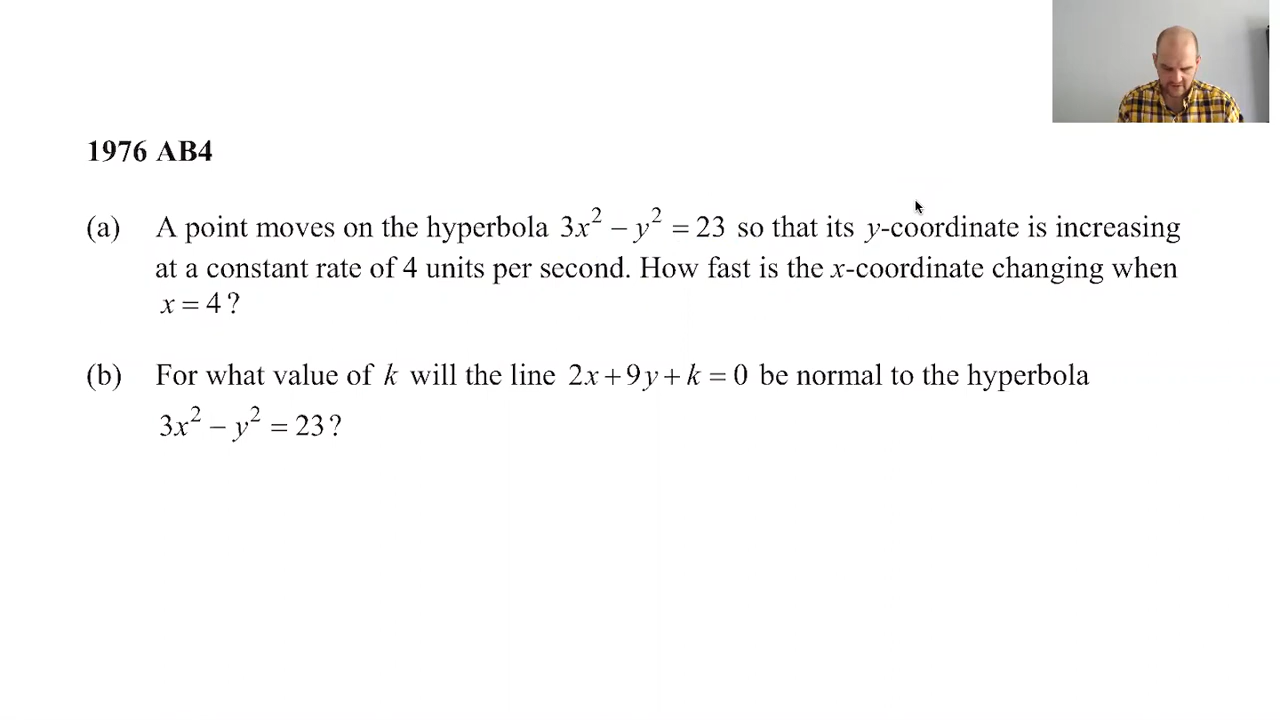 1976 AB4
(a) A point moves on the hyperbola 3x² − y² = 23 so that its y-coordinate is increasing
at a constant rate of 4 units per second. How fast is the x-coordinate changing when
x = 4?
(b) For what value of k will the line 2x + 9y + k = 0 be normal to the hyperbola
3x² − y² = 23?